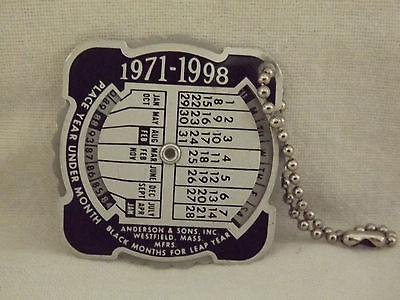 1971-1998
PLACE YEAR UNDER MONTH
JAN OCT
MAY
AUG FEB
MAR FEB NOV
JUNE
DEC SEPT
JULY APR JAN
1 8 15 22 29
2 9 16 23 30
3 10 17 24 31
4 11 18 25
5 12 19 26
6 13 20 27
7 14 21 28
ANDERSON & SONS, INC.
WESTFIELD, MASS.
MFRS.
BLACK MONTHS FOR LEAP YEAR